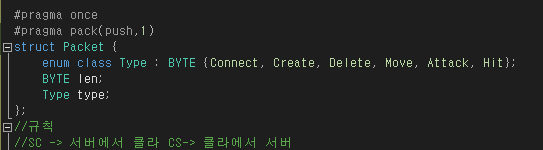 #pragma once
#pragma pack(push,1)
struct Packet {
enum class Type : BYTE {Connect, Create, Delete, Move, Attack, Hit};
BYTE len;
Type type;
};
//규칙
//SC -> 서버에서 클라 CS-> 클라에서 서버